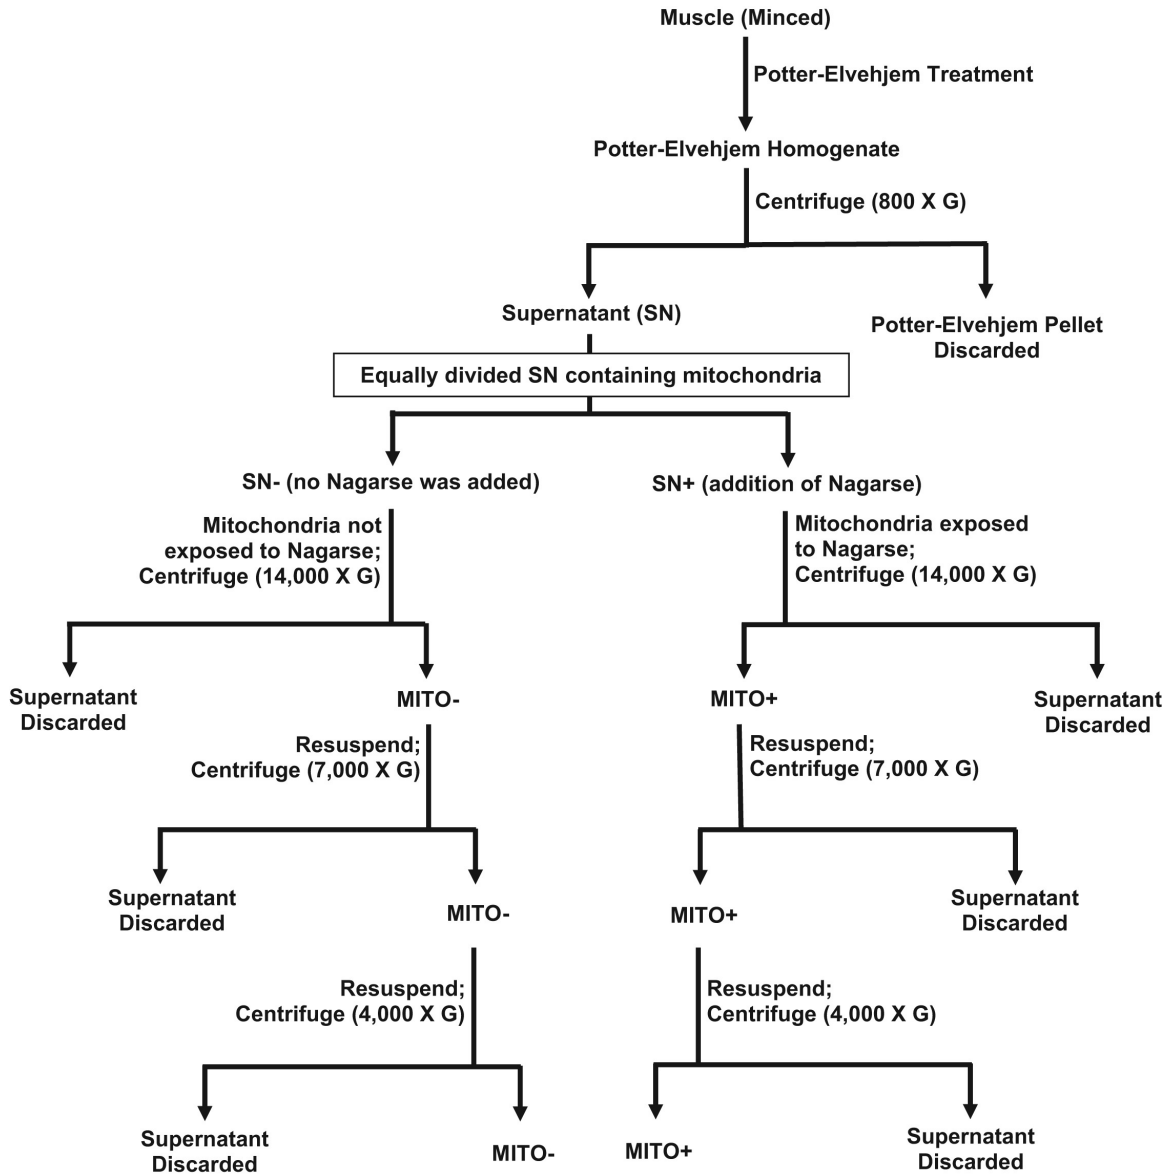 Muscle (Minced)
Potter-Elvehjem Treatment
Potter-Elvehjem Homogenate
Centrifuge (800 X G)
Supernatant (SN)
Potter-Elvehjem Pellet
Discarded
Equally divided SN containing mitochondria
SN- (no Nagarse was added)
SN+ (addition of Nagarse)
Mitochondria not
exposed to Nagarse;
Centrifuge (14,000 X G)
Mitochondria exposed
to Nagarse;
Centrifuge (14,000 X G)
Supernatant
Discarded
MITO-
MITO+
Supernatant
Discarded
Resuspend;
Centrifuge (7,000 X G)
Resuspend;
Centrifuge (7,000 X G)
Supernatant
Discarded
MITO-
MITO+
Supernatant
Discarded
Resuspend;
Centrifuge (4,000 X G)
Resuspend;
Centrifuge (4,000 X G)
Supernatant
Discarded
MITO-
MITO+
Supernatant
Discarded